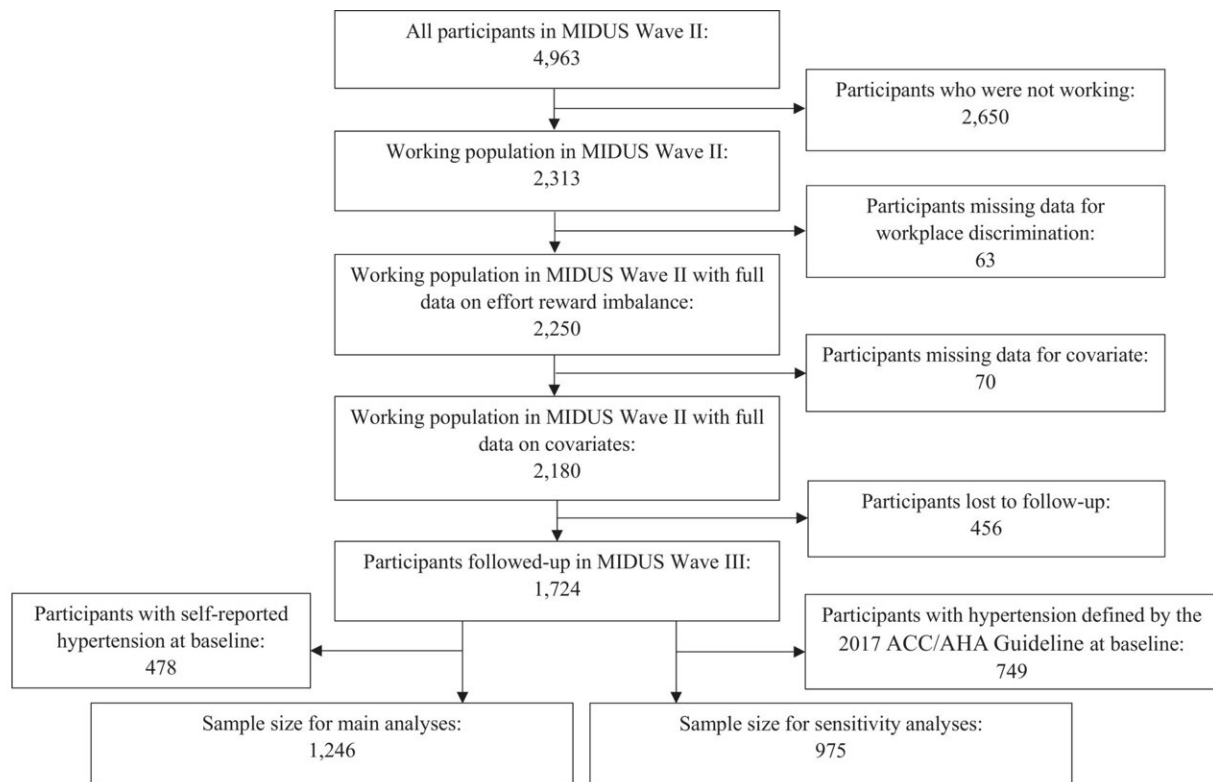 All participants in MIDUS Wave II:
4,963
Participants who were not working:
2,650
Working population in MIDUS Wave II:
2,313
Participants missing data for
workplace discrimination:
63
Working population in MIDUS Wave II with full
data on effort reward imbalance:
2,250
Participants missing data for covariate:
70
Working population in MIDUS Wave II with full
data on covariates:
2,180
Participants lost to follow-up:
456
Participants followed-up in MIDUS Wave III:
1,724
Participants with self-reported
hypertension at baseline:
478
Participants with hypertension defined by the
2017 ACC/AHA Guideline at baseline:
749
Sample size for main analyses:
1,246
Sample size for sensitivity analyses:
975